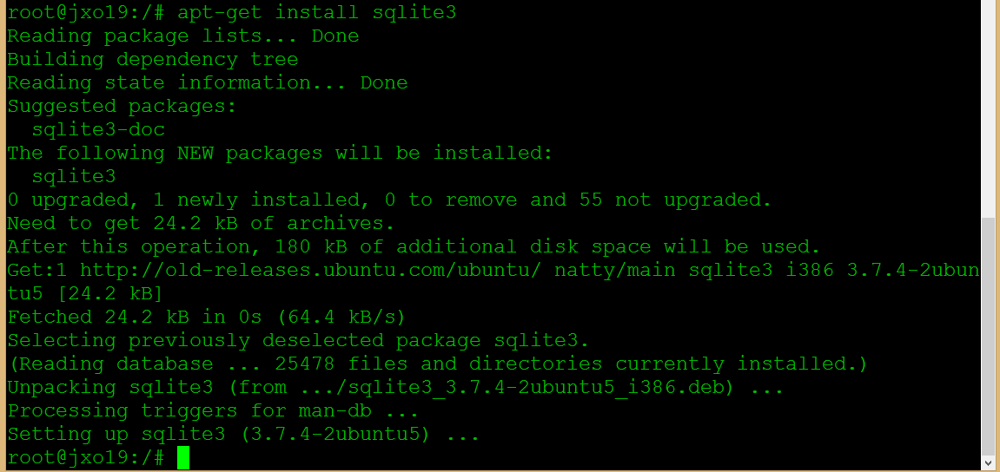 root@jxo19:/# apt-get install sqlite3
Reading package lists... Done
Building dependency tree
Reading state information... Done
Suggested packages:
  sqlite3-doc
The following NEW packages will be installed:
  sqlite3
0 upgraded, 1 newly installed, 0 to remove and 55 not upgraded.
Need to get 24.2 kB of archives.
After this operation, 180 kB of additional disk space will be used.
Get:1 http://old-releases.ubuntu.com/ubuntu/ natty/main sqlite3 i386 3.7.4-2ubun
tu5 [24.2 kB]
Fetched 24.2 kB in 0s (64.4 kB/s)
Selecting previously deselected package sqlite3.
(Reading database ... 25478 files and directories currently installed.)
Unpacking sqlite3 (from .../sqlite3_3.7.4-2ubuntu5_i386.deb) ...
Processing triggers for man-db ...
Setting up sqlite3 (3.7.4-2ubuntu5) ...
root@jxo19:/#